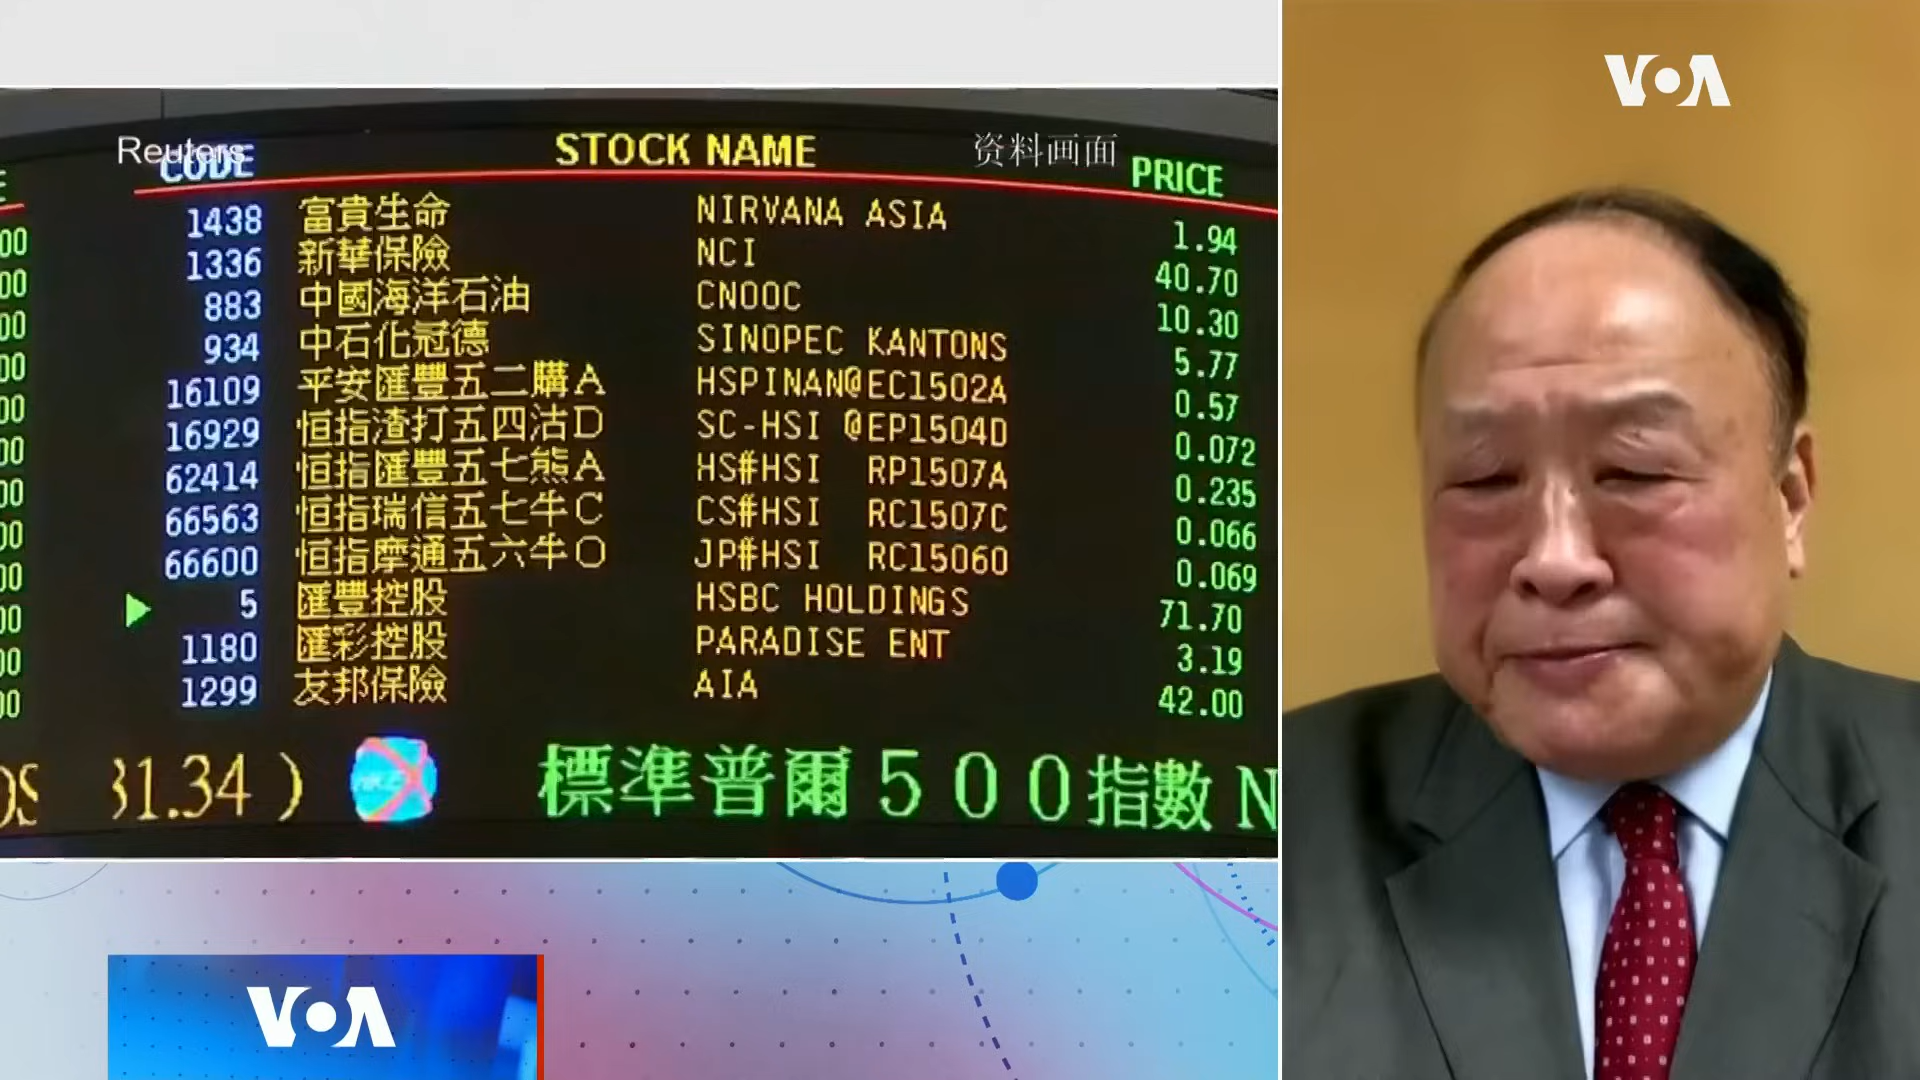 VOA
Reuters
资料画面
CODE STOCK NAME PRICE
1438 富貴生命 NIRVANA ASIA 1.94
1336 新華保險 NCI 40.70
883 中國海洋石油 CNOOC 10.30
934 中石化冠德 SINOPEC KANTONS 5.77
16109 平安匯豐五二購A HSPINAN@EC1502A 0.57
16929 恒指渣打五四沽D SC-HSI @EP1504D 0.072
62414 恒指匯豐五七熊A HS#HSI RP1507A 0.235
66563 恒指瑞信五七牛C CS#HSI RC1507C 0.066
66600 恒指摩通五六牛O JP#HSI RC1506O 0.069
5 匯豐控股 HSBC HOLDINGS 71.70
1180 匯彩控股 PARADISE ENT 3.19
1299 友邦保險 AIA 42.00
31.34 ) 標準普爾500指數 N
VOA